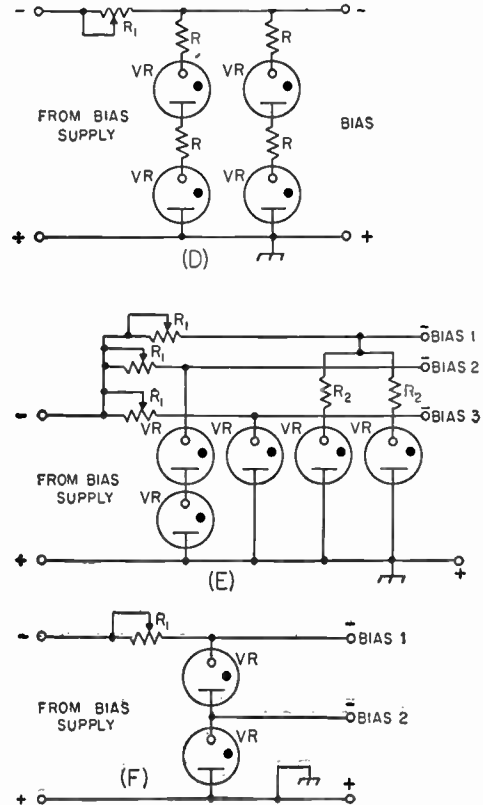 - R1 -
R R
VR VR
FROM BIAS SUPPLY BIAS
R R
VR VR
+ +
(D)
R1 - BIAS 1
R1 - BIAS 2
R2 R2
- R1 - BIAS 3
VR VR VR VR
FROM BIAS SUPPLY
VR
+ +
(E)
- R1 - BIAS 1
VR
FROM BIAS SUPPLY - BIAS 2
VR
(F)
+ +